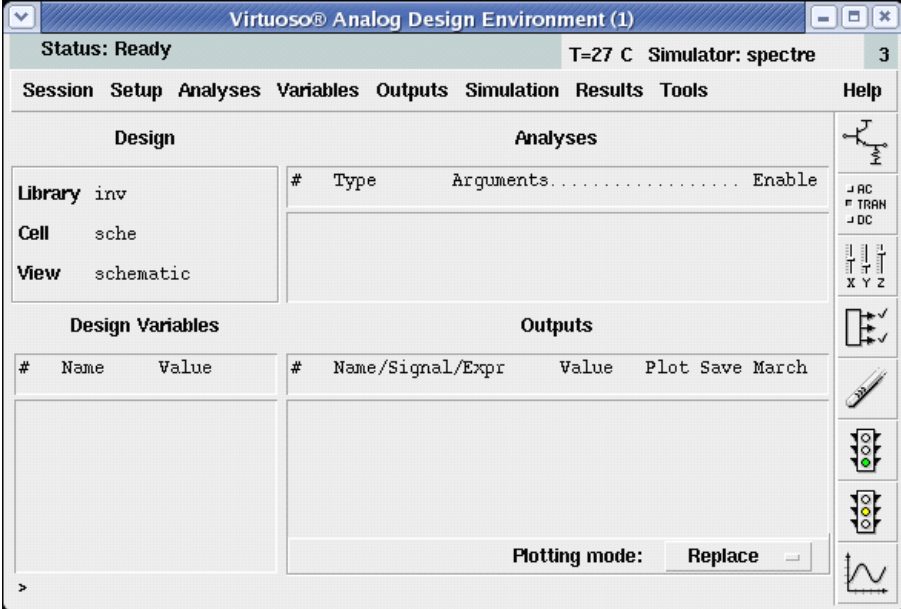 Virtuoso® Analog Design Environment (1)
Status: Ready
T=27 C Simulator: spectre 3
Session Setup Analyses Variables Outputs Simulation Results Tools Help
Design
Analyses
Library inv
Cell sche
View schematic
# Type Arguments.................. Enable
AC
TRAN
DC
X Y Z
Design Variables
Outputs
# Name Value
# Name/Signal/Expr Value Plot Save March
Plotting mode: Replace
>